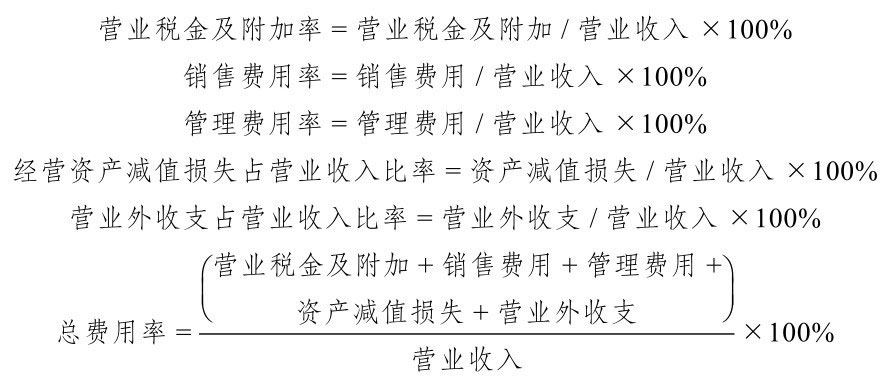 营业税金及附加率=营业税金及附加/营业收入×100%
销售费用率=销售费用/营业收入×100%
管理费用率=管理费用/营业收入×100%
经营资产减值损失占营业收入比率=资产减值损失/营业收入×100%
营业外收支占营业收入比率=营业外收支/营业收入×100%
(营业税金及附加+销售费用+管理费用+
资产减值损失+营业外收支)
总费用率=×100%
营业收入